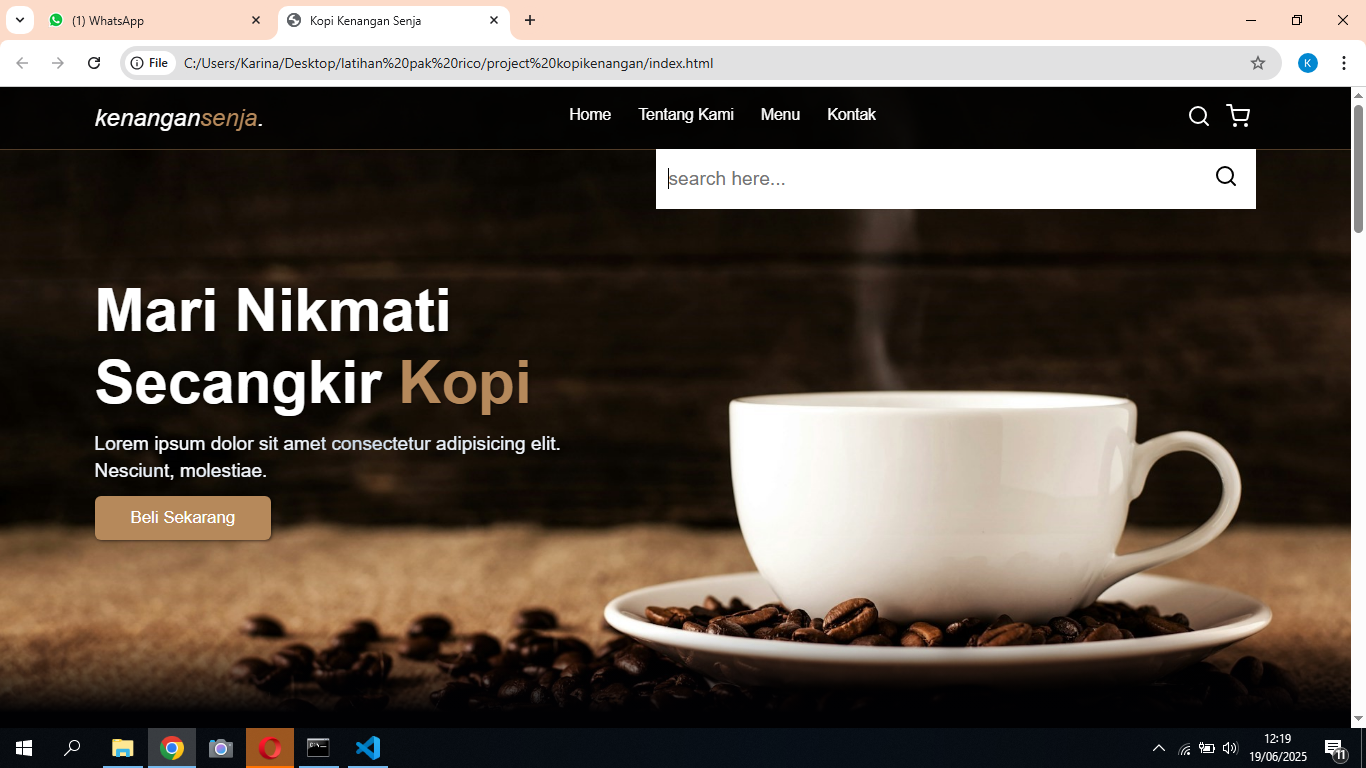 (1) WhatsApp
Kopi Kenangan Senja
File
C:/Users/Karina/Desktop/latihan%20pak%20rico/project%20kopikenangan/index.html
K
kenangansenja.
Home
Tentang Kami
Menu
Kontak
search here...
Mari Nikmati
Secangkir Kopi
Lorem ipsum dolor sit amet consectetur adipisicing elit.
Nesciunt, molestiae.
Beli Sekarang
12:19
19/06/2025
11